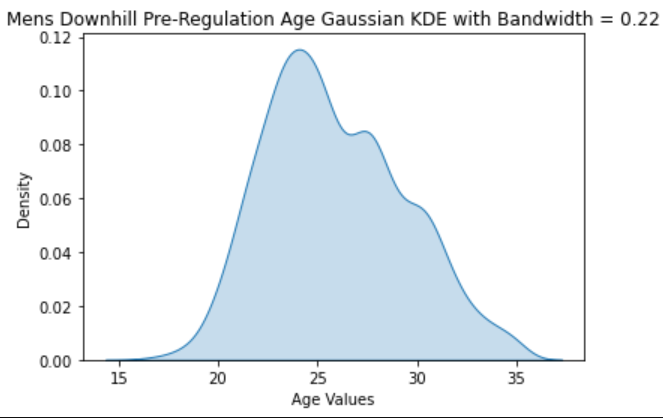 Mens Downhill Pre-Regulation Age Gaussian KDE with Bandwidth = 0.22
0.12
0.10
0.08
0.06
0.04
0.02
0.00
Density
15 20 25 30 35
Age Values